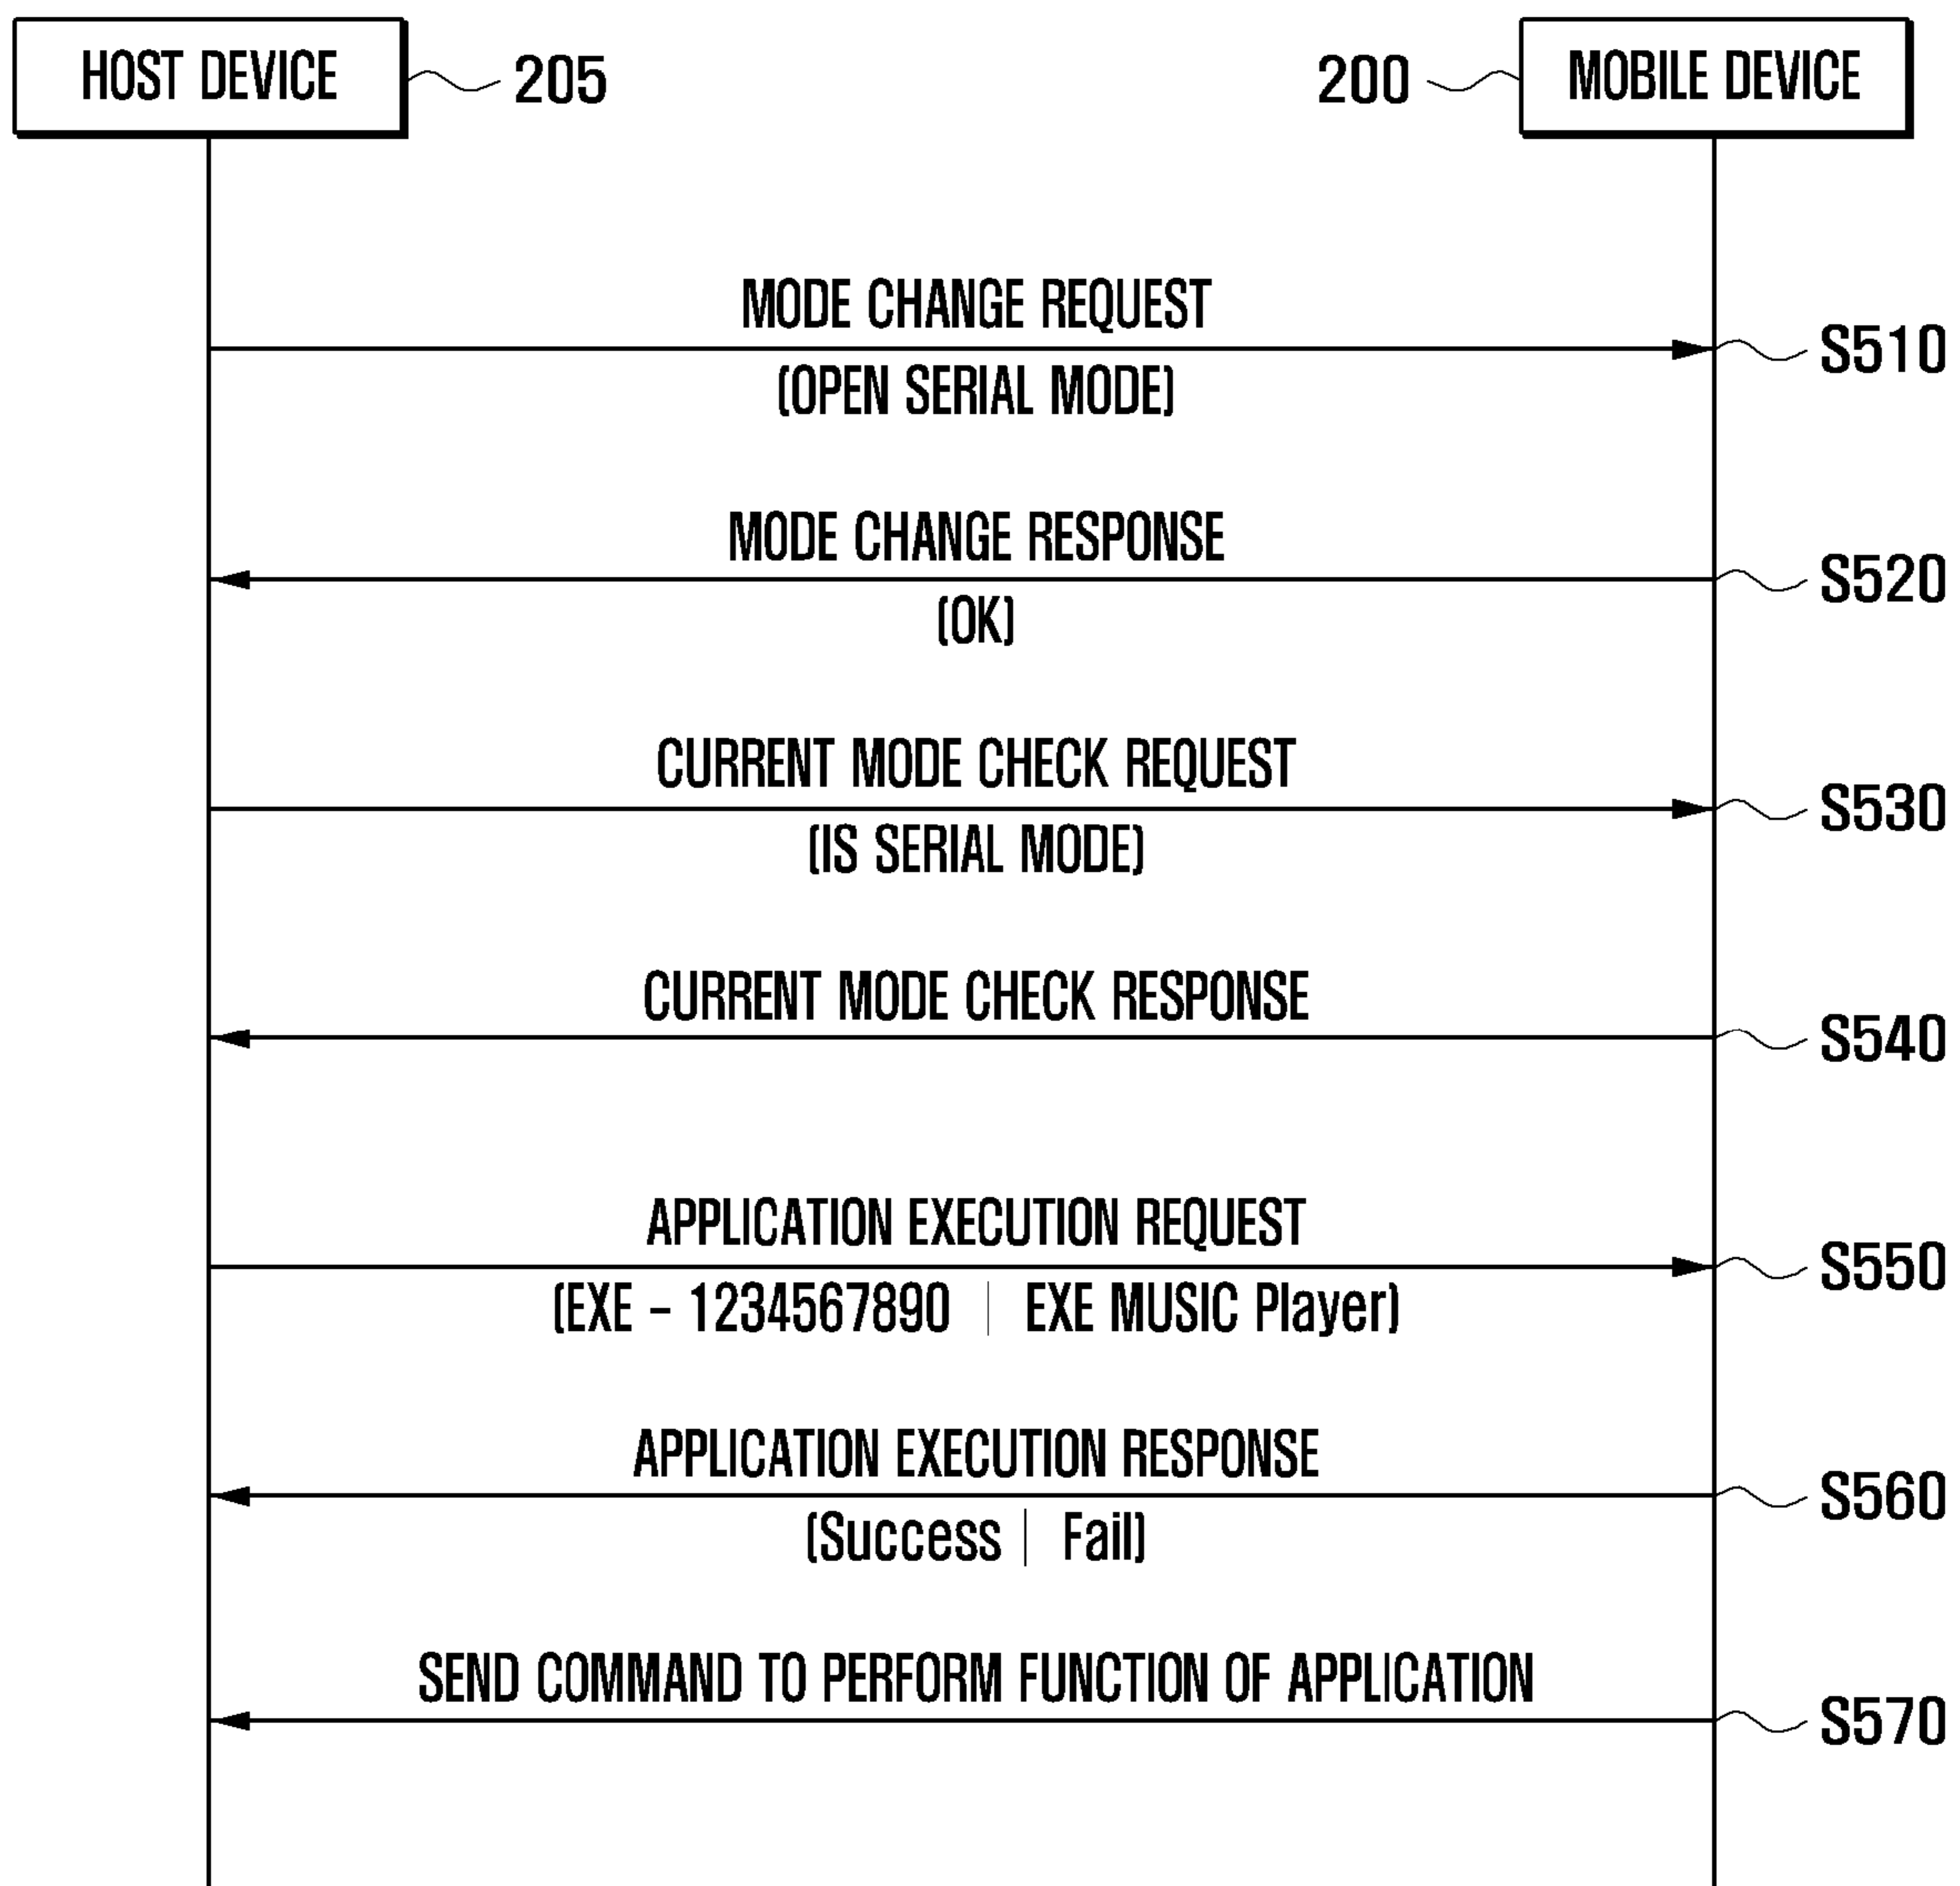 HOST DEVICE 205 200 MOBILE DEVICE
MODE CHANGE REQUEST
S510
(OPEN SERIAL MODE)
MODE CHANGE RESPONSE
S520
(OK)
CURRENT MODE CHECK REQUEST
S530
(IS SERIAL MODE)
CURRENT MODE CHECK RESPONSE
S540
APPLICATION EXECUTION REQUEST
S550
(EXE - 1234567890 | EXE MUSIC Player)
APPLICATION EXECUTION RESPONSE
S560
(Success | Fail)
SEND COMMAND TO PERFORM FUNCTION OF APPLICATION
S570